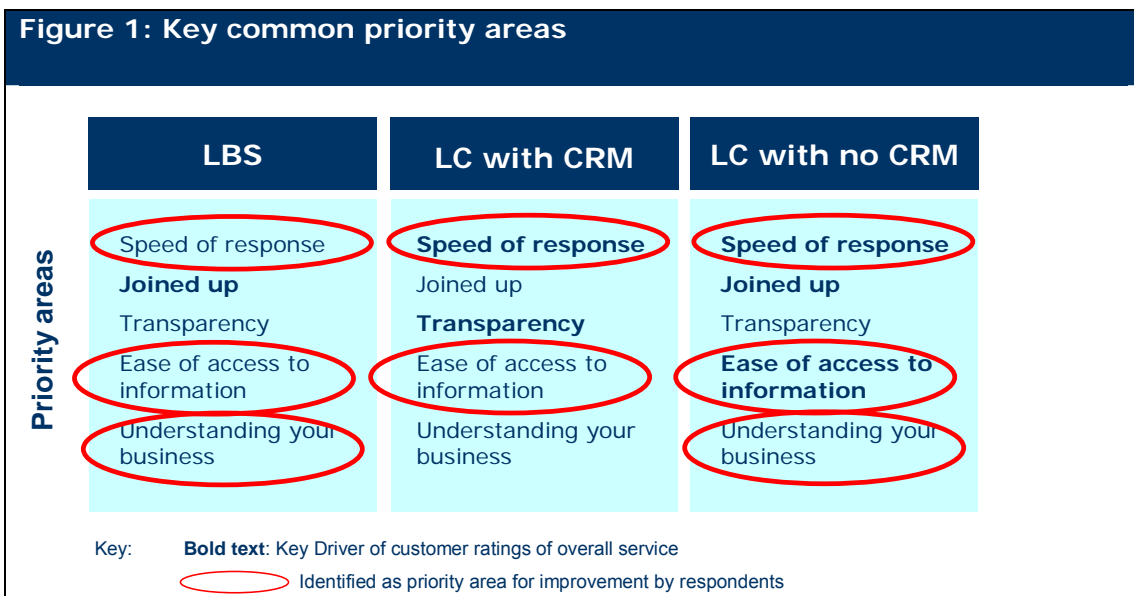 Figure 1: Key common priority areas
LBS
LC with CRM
LC with no CRM
Priority areas
Speed of response
Joined up
Transparency
Ease of access to
information
Understanding your
business
Speed of response
Joined up
Transparency
Ease of access to
information
Understanding your
business
Speed of response
Joined up
Transparency
Ease of access to
information
Understanding your
business
Key: Bold text: Key Driver of customer ratings of overall service
Identified as priority area for improvement by respondents